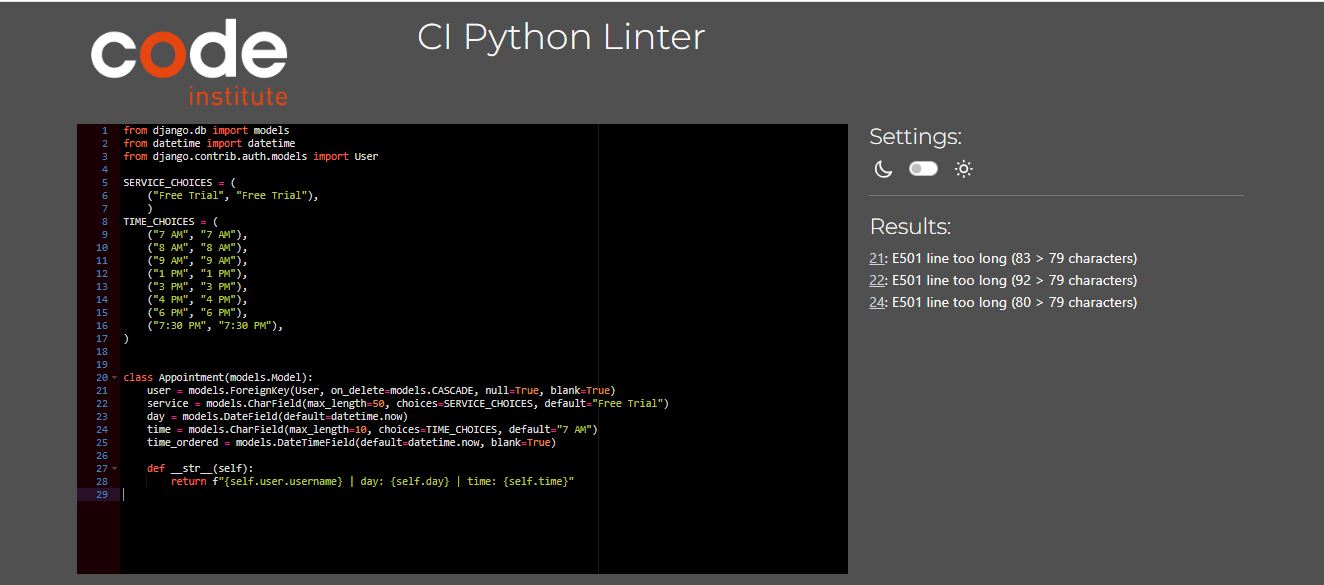 code
institute
CI Python Linter
1 from django.db import models
2 from datetime import datetime
3 from django.contrib.auth.models import User
4
5 SERVICE_CHOICES = (
6     ("Free Trial", "Free Trial"),
7     )
8 TIME_CHOICES = (
9     ("7 AM", "7 AM"),
10     ("8 AM", "8 AM"),
11     ("9 AM", "9 AM"),
12     ("1 PM", "1 PM"),
13     ("3 PM", "3 PM"),
14     ("4 PM", "4 PM"),
15     ("6 PM", "6 PM"),
16     ("7:30 PM", "7:30 PM"),
17 )
18
19
20 class Appointment(models.Model):
21     user = models.ForeignKey(User, on_delete=models.CASCADE, null=True, blank=True)
22     service = models.CharField(max_length=50, choices=SERVICE_CHOICES, default="Free Trial")
23     day = models.DateField(default=datetime.now)
24     time = models.CharField(max_length=10, choices=TIME_CHOICES, default="7 AM")
25     time_ordered = models.DateTimeField(default=datetime.now, blank=True)
26
27     def __str__(self):
28         return f"{self.user.username} | day: {self.day} | time: {self.time}"
29
Settings:
Results:
21: E501 line too long (83 > 79 characters)
22: E501 line too long (92 > 79 characters)
24: E501 line too long (80 > 79 characters)